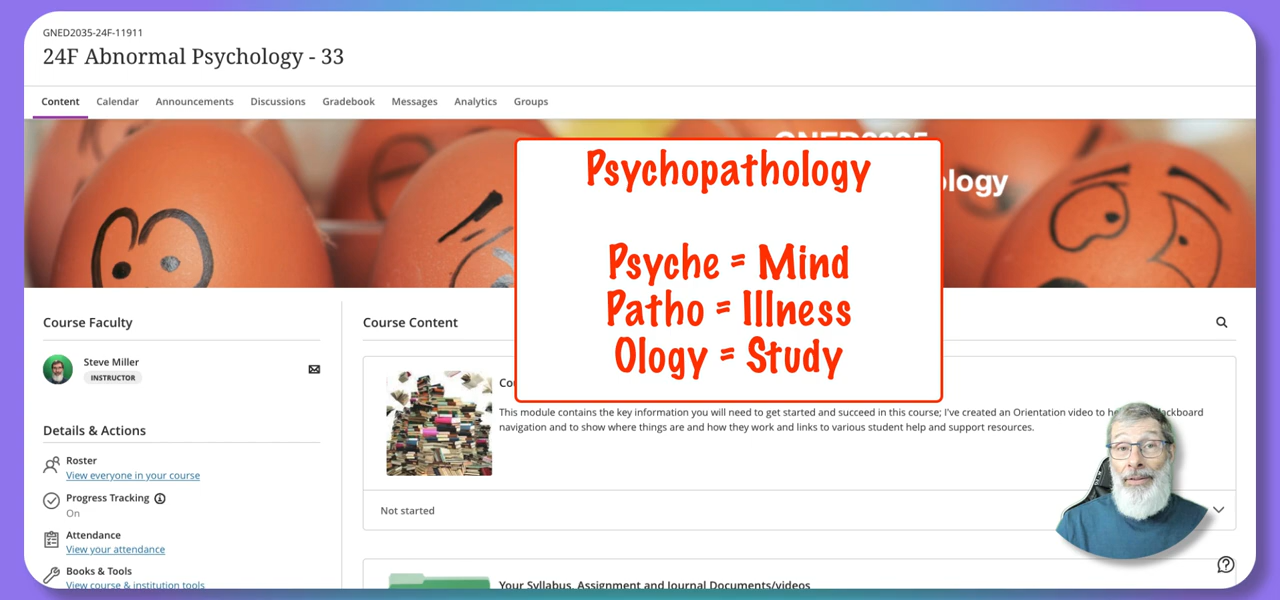 GNED2035-24F-11911
24F Abnormal Psychology - 33
Content Calendar Announcements Discussions Gradebook Messages Analytics Groups
GNED2035
ology
Psychopathology
Psyche = Mind
Patho = Illness
Ology = Study
Course Faculty
Steve Miller
INSTRUCTOR
Details & Actions
Roster
View everyone in your course
Progress Tracking
On
Attendance
View your attendance
Books & Tools
View course & institution tools
Course Content
This module contains the key information you will need to get started and succeed in this course; I've created an Orientation video to
navigation and to show where things are and how they work and links to various student help and support resources.
Not started
Your Syllabus, Assignment and Journal Documents/videos